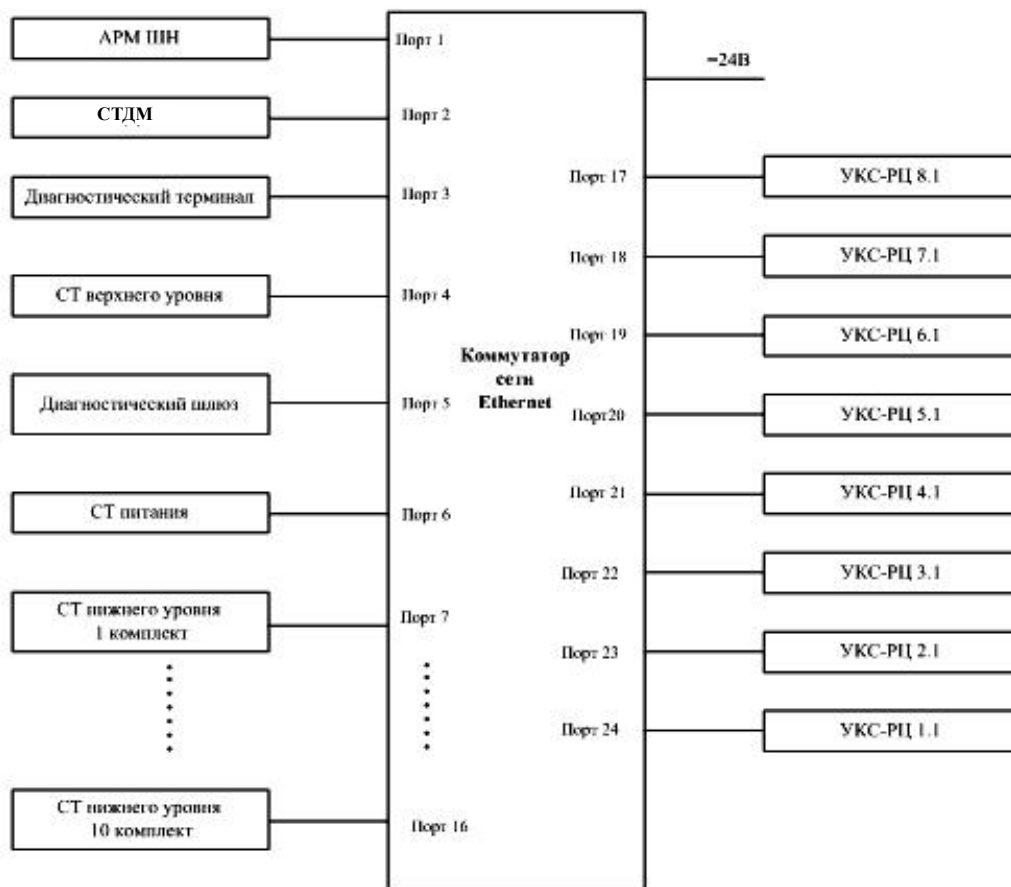 АРМ ШН
Порт 1
=24В
СТДМ
Порт 2
Порт 17
УКС-РЦ 8.1
Диагностический терминал
Порт 3
Порт 18
УКС-РЦ 7.1
СТ верхнего уровня
Порт 4
Порт 19
УКС-РЦ 6.1
Коммутатор
сети
Ethernet
Диагностический шлюз
Порт 5
Порт20
УКС-РЦ 5.1
Порт 21
УКС-РЦ 4.1
СТ питания
Порт 6
Порт 22
УКС-РЦ 3.1
СТ нижнего уровня
1 комплект
Порт 7
Порт 23
УКС-РЦ 2.1
Порт 24
УКС-РЦ 1.1
СТ нижнего уровня
10 комплект
Порт 16